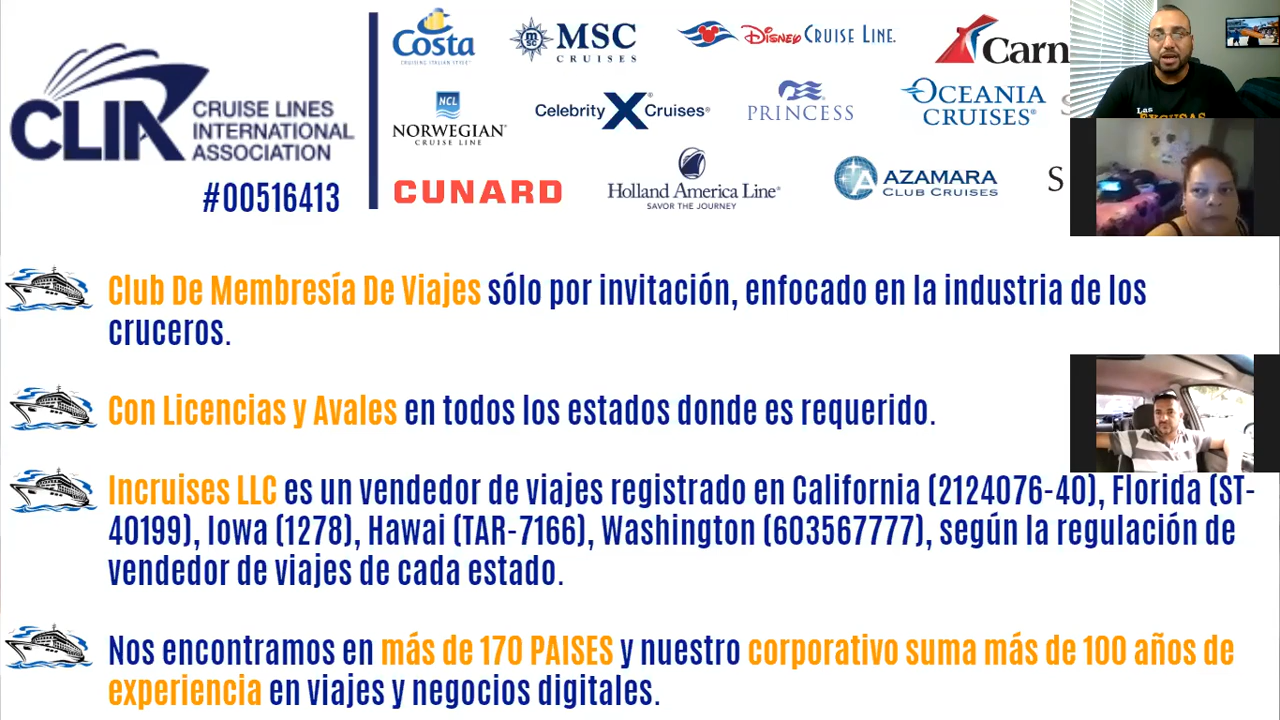 CLIA CRUISE LINES
INTERNATIONAL
ASSOCIATION
#00516413
Costa
CRUISING ITALIAN STYLE
MSC
CRUISES
Disney CRUISE LINE.
Carn
NCL
NORWEGIAN®
CRUISE LINE
Celebrity X Cruises®
PRINCESS
OCEANIA
CRUISES®
CUNARD
Holland America Line®
SAVOR THE JOURNEY
AZAMARA
CLUB CRUISES
S
Las
EXCUSAS
Club De Membresía De Viajes sólo por invitación, enfocado en la industria de los
cruceros.
Con Licencias y Avales en todos los estados donde es requerido.
Incruises LLC es un vendedor de viajes registrado en California (2124076-40), Florida (ST-
40199), Iowa (1278), Hawai (TAR-7166), Washington (603567777), según la regulación de
vendedor de viajes de cada estado.
Nos encontramos en más de 170 PAISES y nuestro corporativo suma más de 100 años de
experiencia en viajes y negocios digitales.